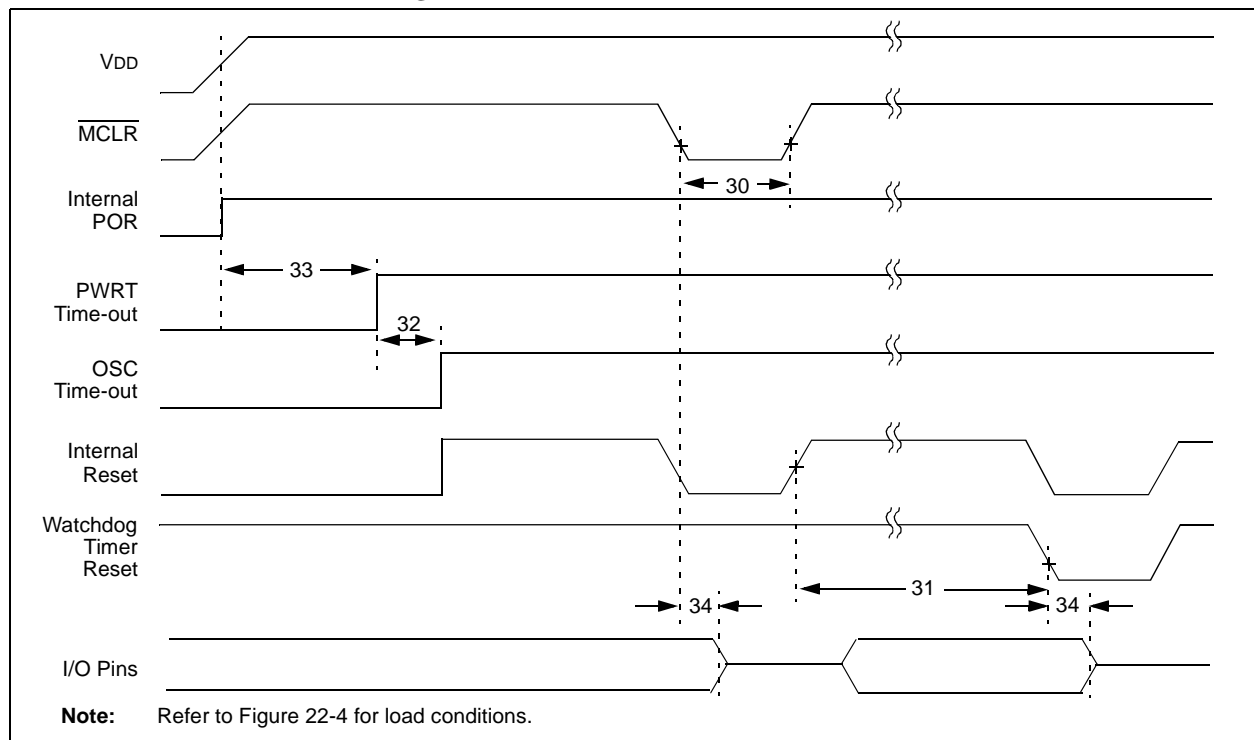 VDD
MCLR
30
Internal
POR
33
PWRT
Time-out
32
OSC
Time-out
Internal
Reset
Watchdog
Timer
Reset
31
34
34
I/O Pins
Note: Refer to Figure 22-4 for load conditions.